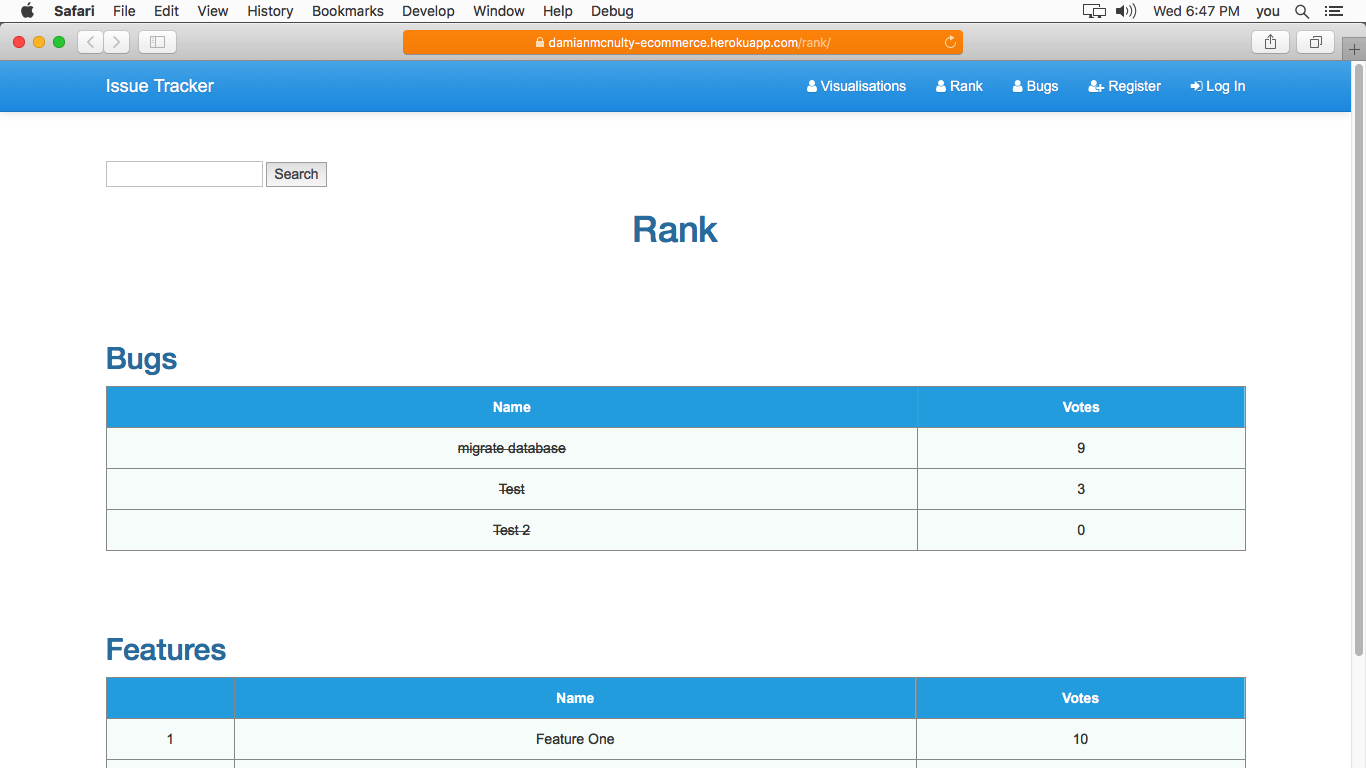 Safari File Edit View History Bookmarks Develop Window Help Debug Wed 6:47 PM you
damianmcnulty-ecommerce.herokuapp.com/rank/
Issue Tracker Visualisations Rank Bugs Register Log In
Search
Rank
Bugs
Name Votes
migrate database 9
Test 3
Test 2 0
Features
Name Votes
1 Feature One 10